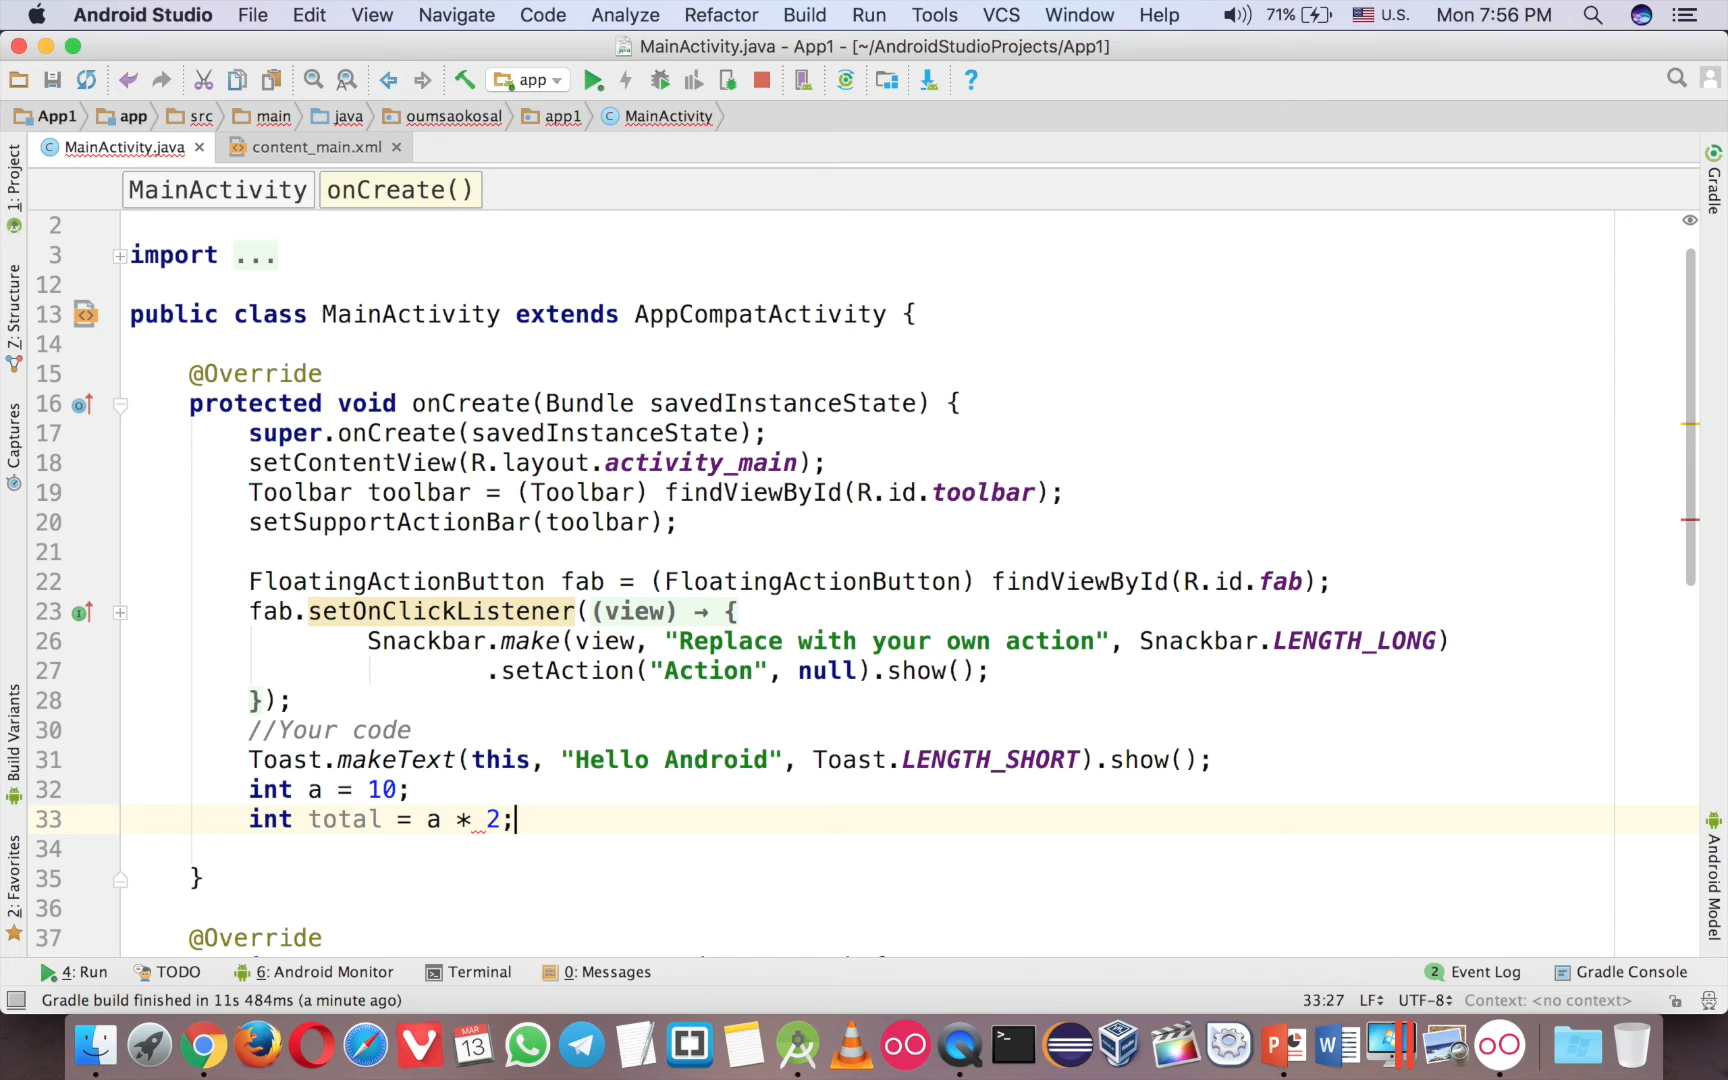 Android Studio File Edit View Navigate Code Analyze Refactor Build Run Tools VCS Window Help 71% U.S. Mon 7:56 PM
MainActivity.java - App1 - [~/AndroidStudioProjects/App1]
app
App1 app src main java oumsaokosal app1 MainActivity
MainActivity.java content_main.xml
MainActivity onCreate()
2
3 import ...
12
13 public class MainActivity extends AppCompatActivity {
14
15 @Override
16 protected void onCreate(Bundle savedInstanceState) {
17 super.onCreate(savedInstanceState);
18 setContentView(R.layout.activity_main);
19 Toolbar toolbar = (Toolbar) findViewById(R.id.toolbar);
20 setSupportActionBar(toolbar);
21
22 FloatingActionButton fab = (FloatingActionButton) findViewById(R.id.fab);
23 fab.setOnClickListener((view) → {
26 Snackbar.make(view, "Replace with your own action", Snackbar.LENGTH_LONG)
27 .setAction("Action", null).show();
28 });
30 //Your code
31 Toast.makeText(this, "Hello Android", Toast.LENGTH_SHORT).show();
32 int a = 10;
33 int total = a * 2;
34
35 }
36
37 @Override
1: Project
Z: Structure
Captures
Build Variants
2: Favorites
Gradle
Android Model
4: Run TODO 6: Android Monitor Terminal 0: Messages 2 Event Log Gradle Console
Gradle build finished in 11s 484ms (a minute ago) 33:27 LF UTF-8 Context: <no context>
MAR
13